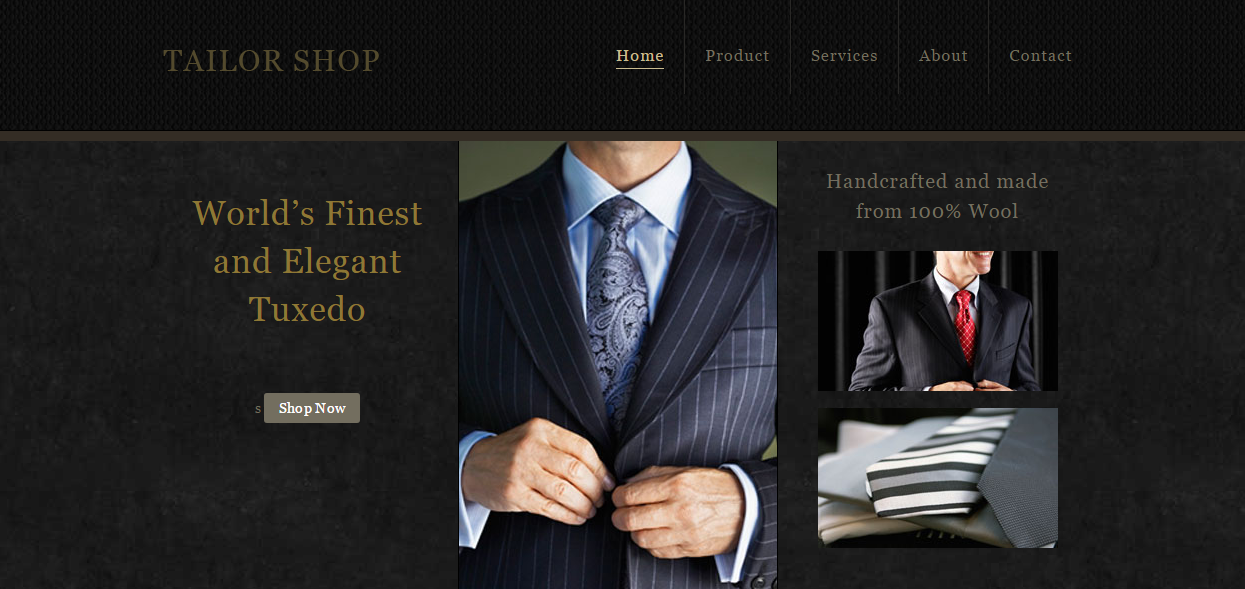 TAILOR SHOP
Home Product Services About Contact
World’s Finest
and Elegant
Tuxedo
s Shop Now
Handcrafted and made
from 100% Wool